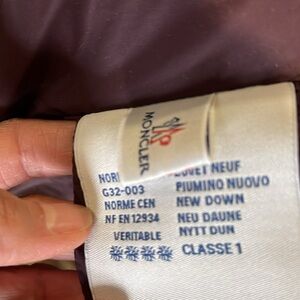 MONCLER
NORI
DUVET NEUF
G32-003
PIUMINO NUOVO
NORME CEN
NEW DOWN
NF EN 12934
NEU DAUNE
VERITABLE
NYTT DUN
CLASSE 1